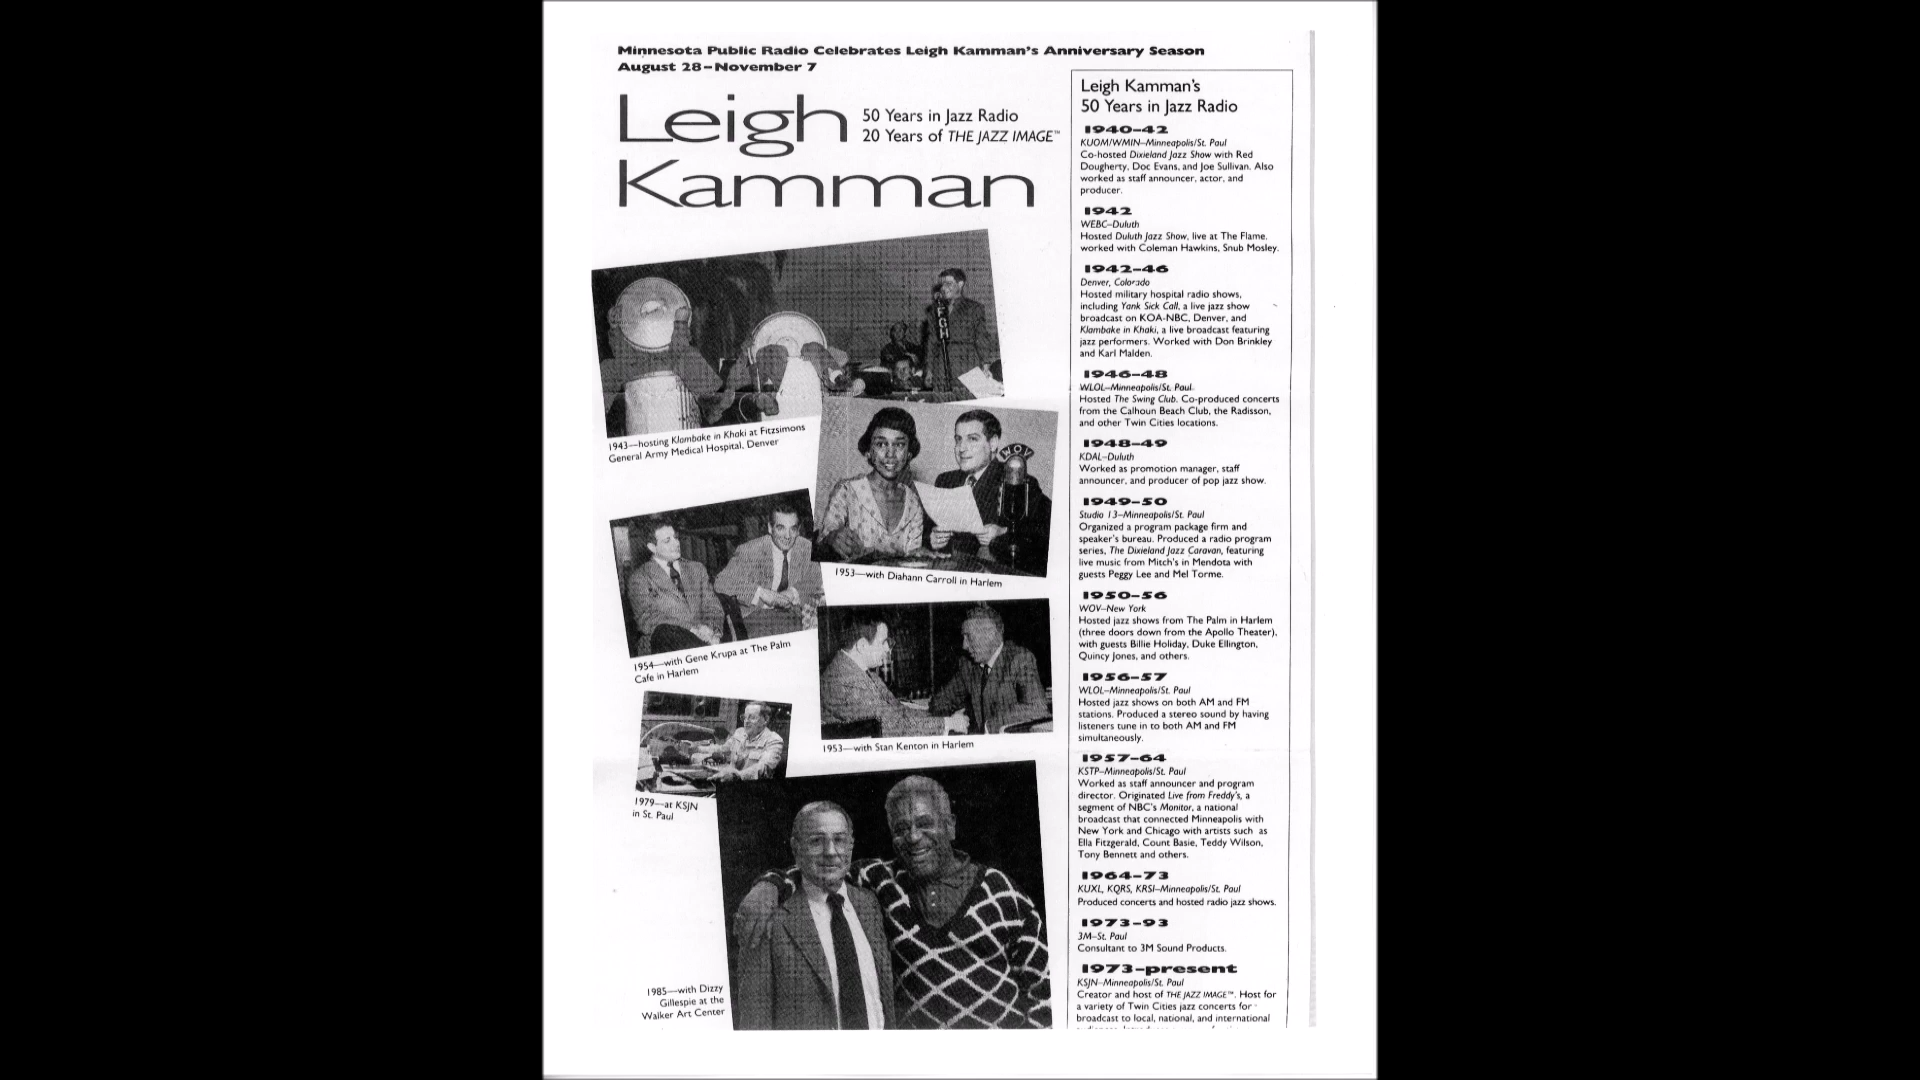 Minnesota Public Radio Celebrates Leigh Kamman's Anniversary Season
August 28–November 7
Leigh
Kamman
50 Years in Jazz Radio
20 Years of THE JAZZ IMAGE™
FGH
1943—hosting Klambake in Khaki at Fitzsimons
General Army Medical Hospital, Denver
WOV
1953—with Diahann Carroll in Harlem
1954—with Gene Krupa at The Palm
Cafe in Harlem
1953—with Stan Kenton in Harlem
1979—at KSJN
in St. Paul
1985—with Dizzy
Gillespie at the
Walker Art Center
Leigh Kamman's
50 Years in Jazz Radio
1940–42
KUOM/WMIN–Minneapolis/St. Paul
Co-hosted Dixieland Jazz Show with Red
Dougherty, Doc Evans, and Joe Sullivan. Also
worked as staff announcer, actor, and
producer.
1942
WEBC–Duluth
Hosted Duluth Jazz Show, live at The Flame,
worked with Coleman Hawkins, Snub Mosley.
1942–46
Denver, Colorado
Hosted military hospital radio shows,
including Yank Sick Call, a live jazz show
broadcast on KOA-NBC, Denver, and
Klambake in Khaki, a live broadcast featuring
jazz performers. Worked with Don Brinkley
and Karl Malden.
1946–48
WLOL–Minneapolis/St. Paul
Hosted The Swing Club. Co-produced concerts
from the Calhoun Beach Club, the Radisson,
and other Twin Cities locations.
1948–49
KDAL–Duluth
Worked as promotion manager, staff
announcer, and producer of pop jazz show.
1949–50
Studio 13–Minneapolis/St. Paul
Organized a program package firm and
speaker's bureau. Produced a radio program
series, The Dixieland Jazz Caravan, featuring
live music from Mitch's in Mendota with
guests Peggy Lee and Mel Torme.
1950–56
WOV–New York
Hosted jazz shows from The Palm in Harlem
(three doors down from the Apollo Theater),
with guests Billie Holiday, Duke Ellington,
Quincy Jones, and others.
1956–57
WLOL–Minneapolis/St. Paul
Hosted jazz shows on both AM and FM
stations. Produced a stereo sound by having
listeners tune in to both AM and FM
simultaneously.
1957–64
KSTP–Minneapolis/St. Paul
Worked as staff announcer and program
director. Originated Live from Freddy's, a
segment of NBC's Monitor, a national
broadcast that connected Minneapolis with
New York and Chicago with artists such as
Ella Fitzgerald, Count Basie, Teddy Wilson,
Tony Bennett and others.
1964–73
KUXL, KQRS, KRSI–Minneapolis/St. Paul
Produced concerts and hosted radio jazz shows.
1973–93
3M–St. Paul
Consultant to 3M Sound Products.
1973–present
KSJN–Minneapolis/St. Paul
Creator and host of THE JAZZ IMAGE™. Host for
a variety of Twin Cities jazz concerts for
broadcast to local, national, and international